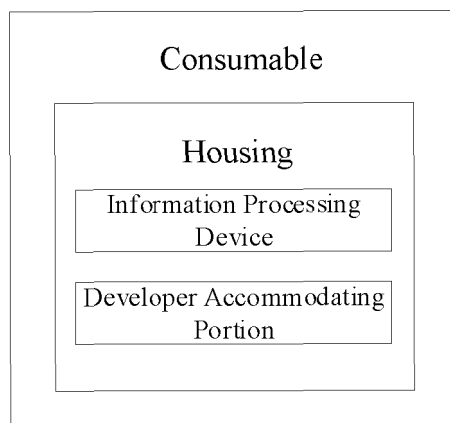 Consumable
Housing
Information Processing
Device
Developer Accommodating
Portion